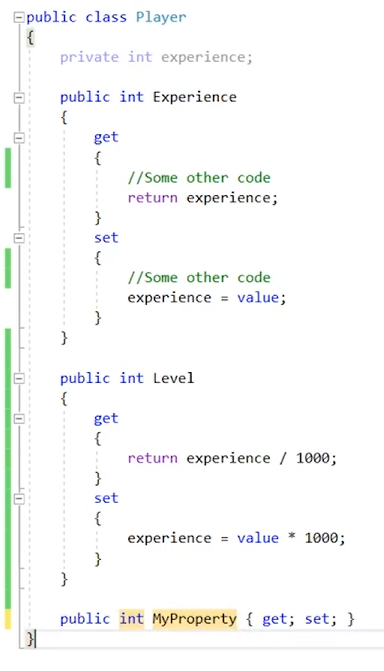 public class Player
{
    private int experience;

    public int Experience
    {
        get
        {
            //Some other code
            return experience;
        }
        set
        {
            //Some other code
            experience = value;
        }
    }

    public int Level
    {
        get
        {
            return experience / 1000;
        }
        set
        {
            experience = value * 1000;
        }
    }

    public int MyProperty { get; set; }
}